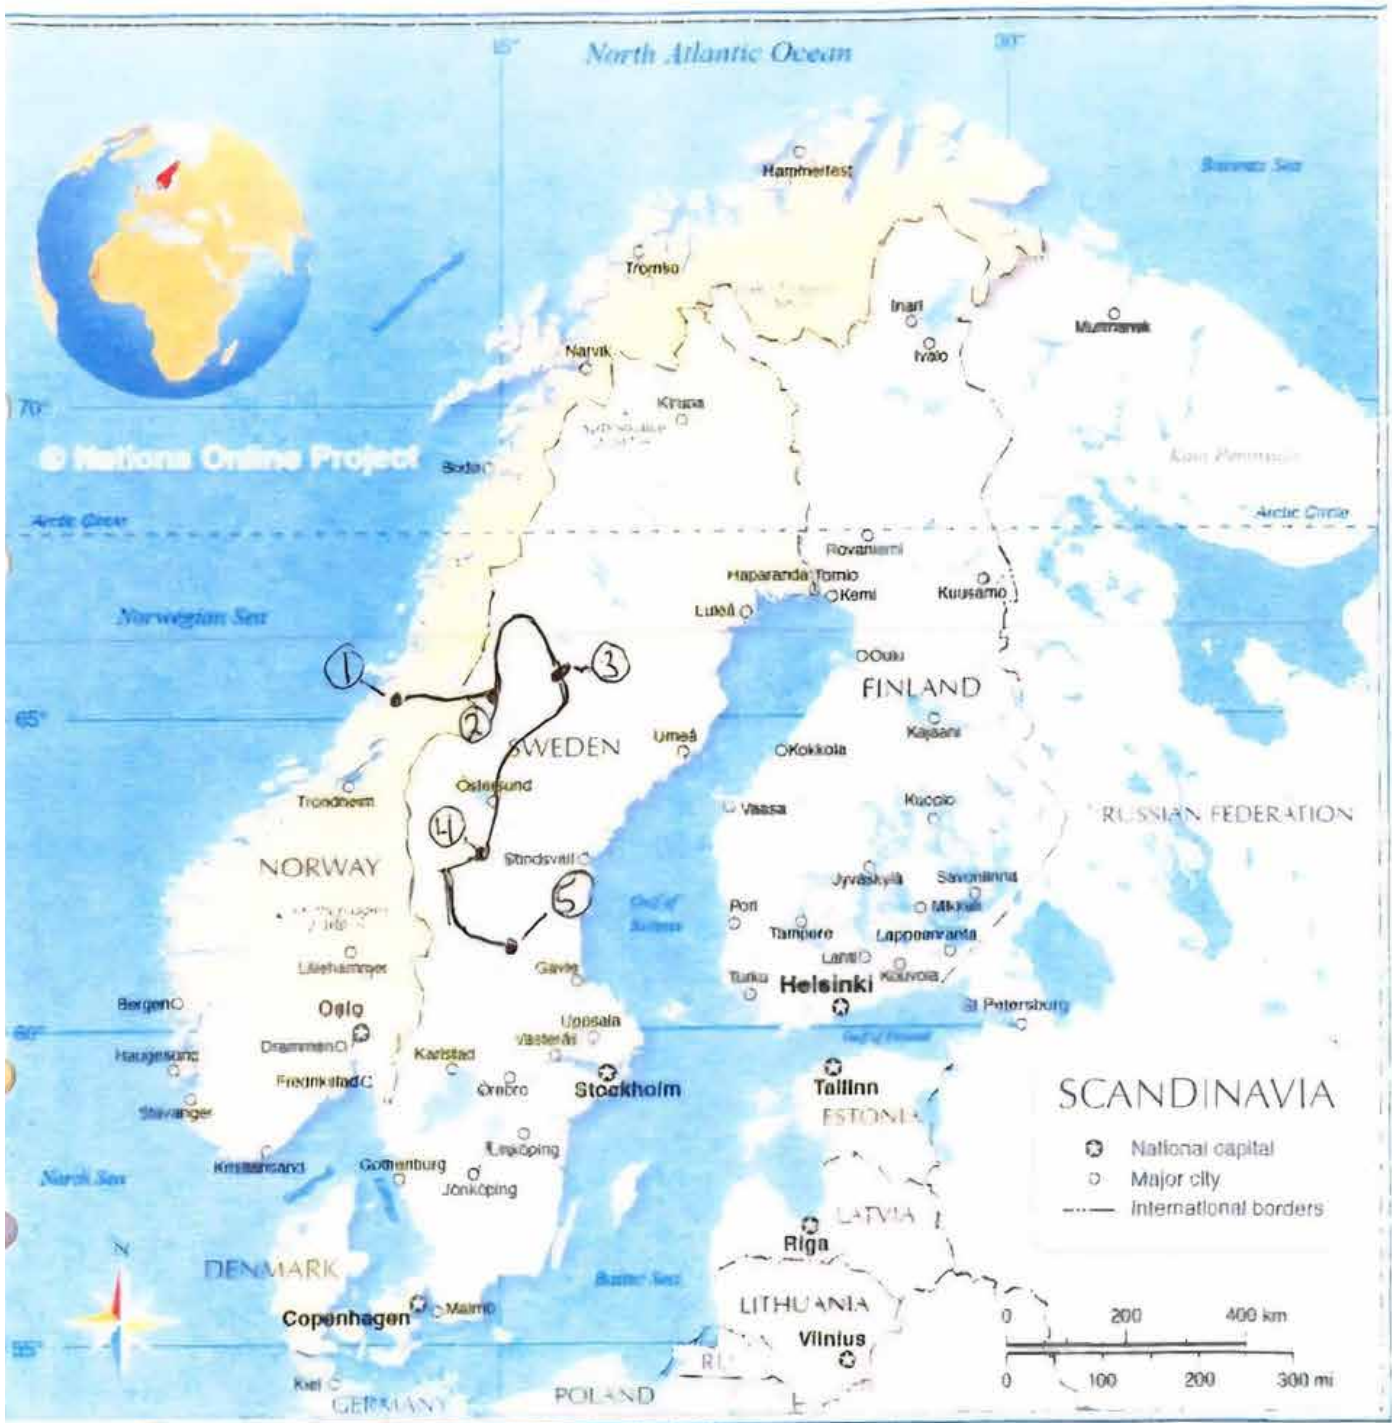 15°
30°
North Atlantic Ocean
Hammerfest
Barents Sea
Tromso
Inari
Murmansk
Ivalo
Narvik
70°
Kiruna
© Nations Online Project
Bodø
Kola Peninsula
Arctic Circle
Arctic Circle
Rovaniemi
Haparanda Tornio
Kemi
Kuusamo
Luleå
Norwegian Sea
Oulu
1
3
FINLAND
65°
2
SWEDEN
Umeå
Kajaani
Kokkola
Östersund
Trondheim
Vaasa
Kuopio
RUSSIAN FEDERATION
4
NORWAY
Sundsvall
5
Jyväskylä
Savonlinna
Pori
Mikkeli
Gulf of
Tampere
Lappeenranta
Lillehammer
Gävle
Lahti
Kouvola
Turku
Helsinki
Bergen
Oslo
St Petersburg
Uppsala
60°
Västerås
Gulf of Finland
Drammen
Karlstad
Haugesund
Fredrikstad
Örebro
Stockholm
Tallinn
SCANDINAVIA
Stavanger
ESTONIA
Linköping
National capital
Kristiansand
Gothenburg
Jönköping
North Sea
Major city
LATVIA
International borders
Riga
N
DENMARK
Baltic Sea
Copenhagen
Malmö
LITHUANIA
0 200 400 km
Vilnius
55°
Kiel
0 100 200 300 mi
POLAND
GERMANY